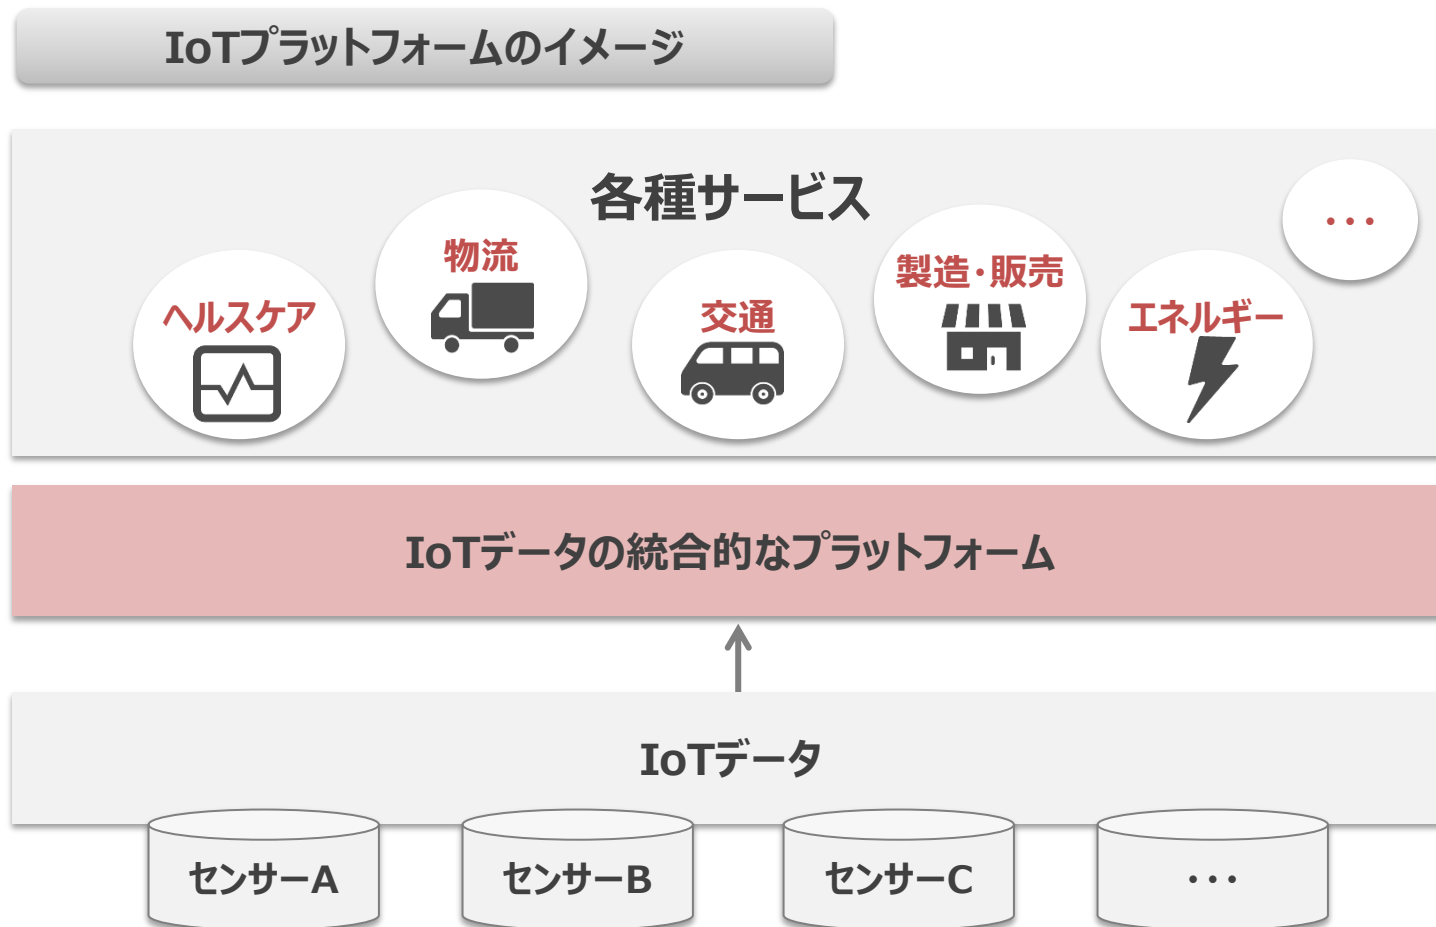 IoTプラットフォームのイメージ
各種サービス
ヘルスケア
物流
交通
製造・販売
エネルギー
・・・
IoTデータの統合的なプラットフォーム
IoTデータ
センサーA
センサーB
センサーC
・・・